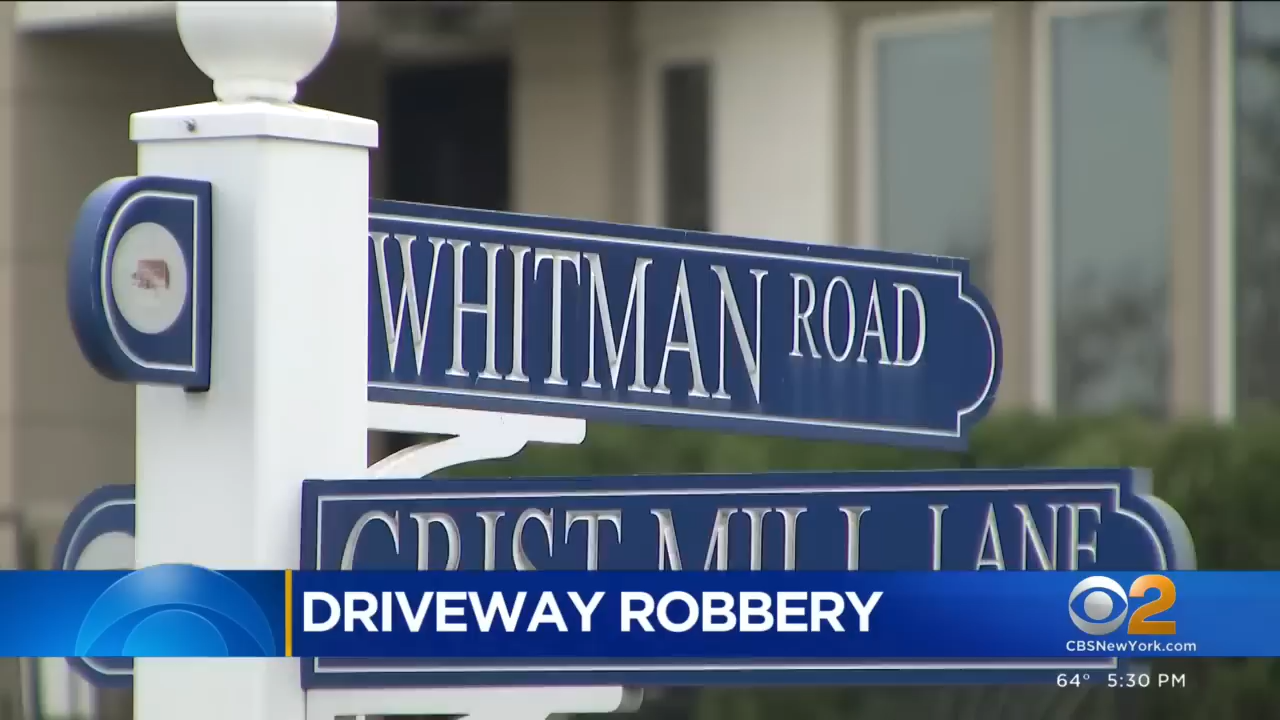 WHITMAN ROAD
GRIST MILL LANE
DRIVEWAY ROBBERY
2
CBSNewYork.com
64° 5:30 PM